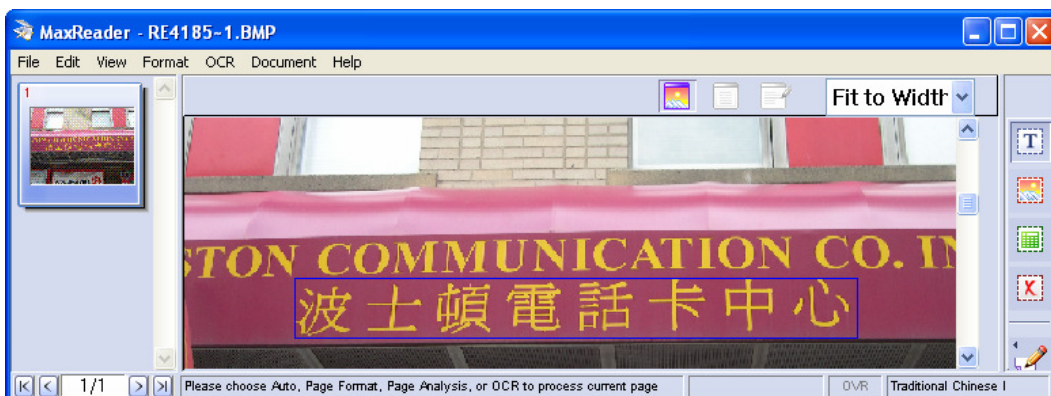 MaxReader - RE4185~1.BMP
File Edit View Format OCR Document Help
1
Fit to Width
STON COMMUNICATION CO. IN
波士頓電話卡中心
1/1 Please choose Auto, Page Format, Page Analysis, or OCR to process current page OVR Traditional Chinese I